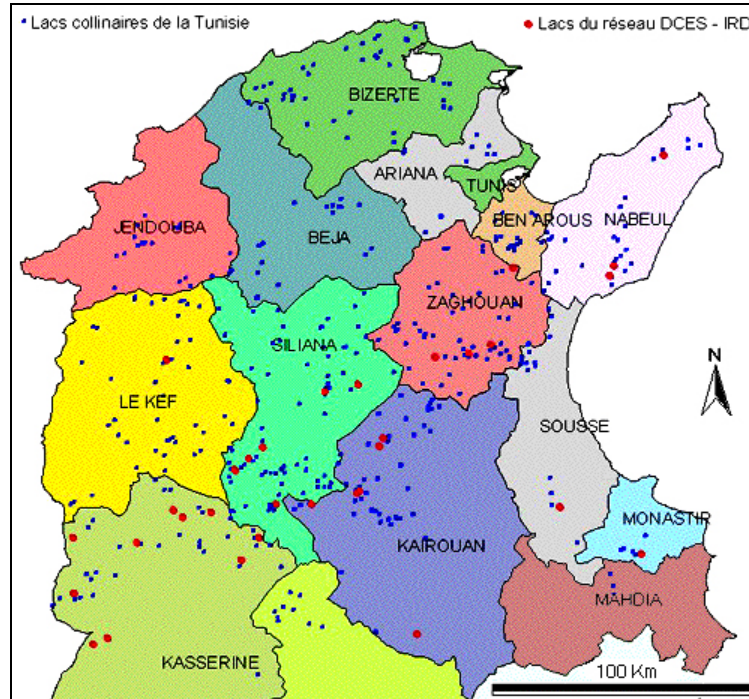 Lacs collinaires de la Tunisie
Lacs du réseau DCES - IRD
BIZERTE
ARIANA
TUNIS
JENDOUBA
BEJA
BEN AROUS
NABEUL
ZAGHOUAN
SILIANA
N
LE KEF
SOUSSE
MONASTIR
KAIROUAN
MAHDIA
KASSERINE
100 Km